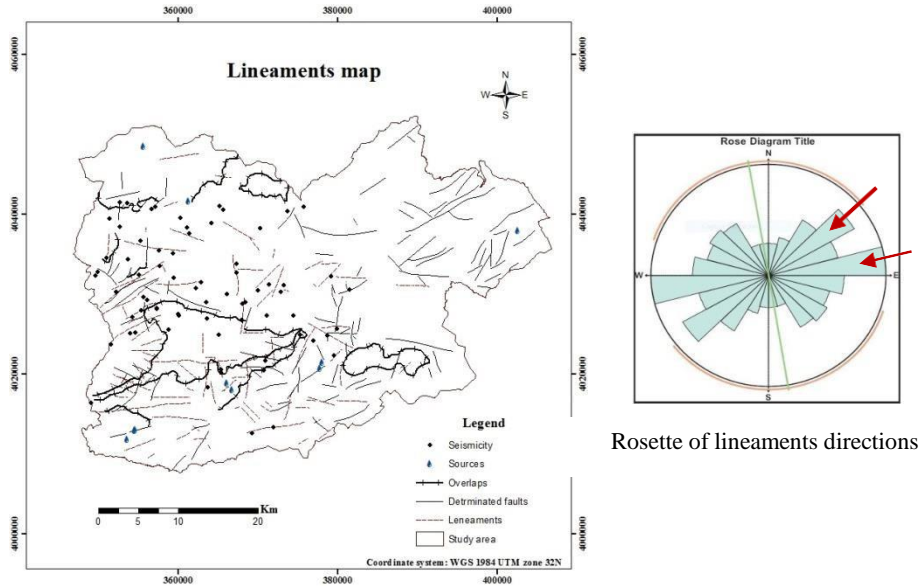 360000 380000 400000
4060000 4060000
Lineaments map
N
W E
S
4040000 4040000
4020000 4020000
Legend
Seismicity
Sources
Overlaps
Detrminated faults
Leneaments
Study area
Km
0 5 10 20
4000000 4000000
Coordinate system: WGS 1984 UTM zone 32N
360000 380000 400000
Rose Diagram Title
N
W E
S
Rosette of lineaments directions